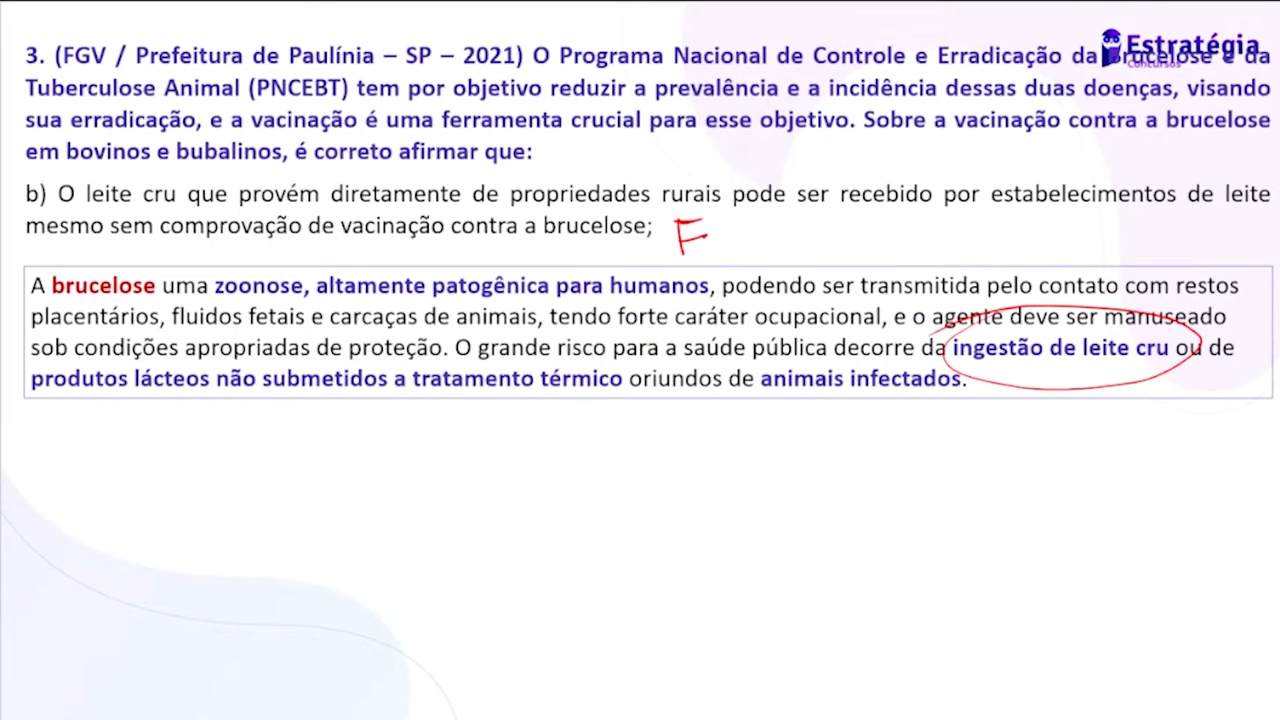 3. (FGV / Prefeitura de Paulínia – SP – 2021) O Programa Nacional de Controle e Erradicação da Brucelose e da
Estratégia
Concursos
Tuberculose Animal (PNCEBT) tem por objetivo reduzir a prevalência e a incidência dessas duas doenças, visando
sua erradicação, e a vacinação é uma ferramenta crucial para esse objetivo. Sobre a vacinação contra a brucelose
em bovinos e bubalinos, é correto afirmar que:
b) O leite cru que provém diretamente de propriedades rurais pode ser recebido por estabelecimentos de leite
mesmo sem comprovação de vacinação contra a brucelose; F
A brucelose uma zoonose, altamente patogênica para humanos, podendo ser transmitida pelo contato com restos
placentários, fluidos fetais e carcaças de animais, tendo forte caráter ocupacional, e o agente deve ser manuseado
sob condições apropriadas de proteção. O grande risco para a saúde pública decorre da ingestão de leite cru ou de
produtos lácteos não submetidos a tratamento térmico oriundos de animais infectados.